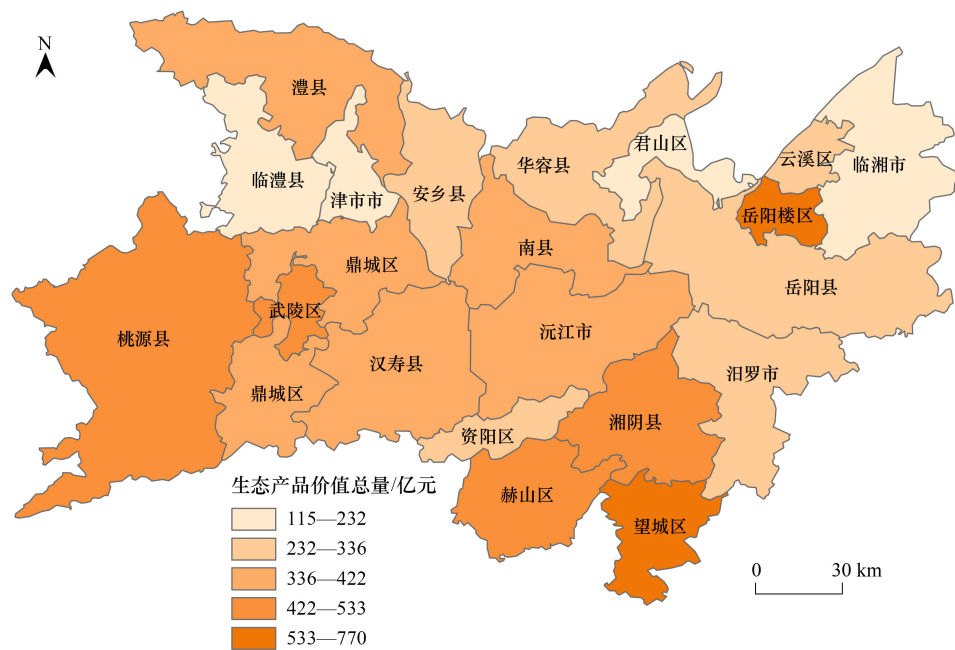 N
澧县
君山区
华容县
云溪区
临湘市
临澧县
津市市
安乡县
岳阳楼区
南县
鼎城区
岳阳县
武陵区
沅江市
桃源县
汉寿县
汨罗市
鼎城区
湘阴县
资阳区
赫山区
望城区
生态产品价值总量/亿元
115—232
232—336
336—422
422—533
533—770
0 30 km